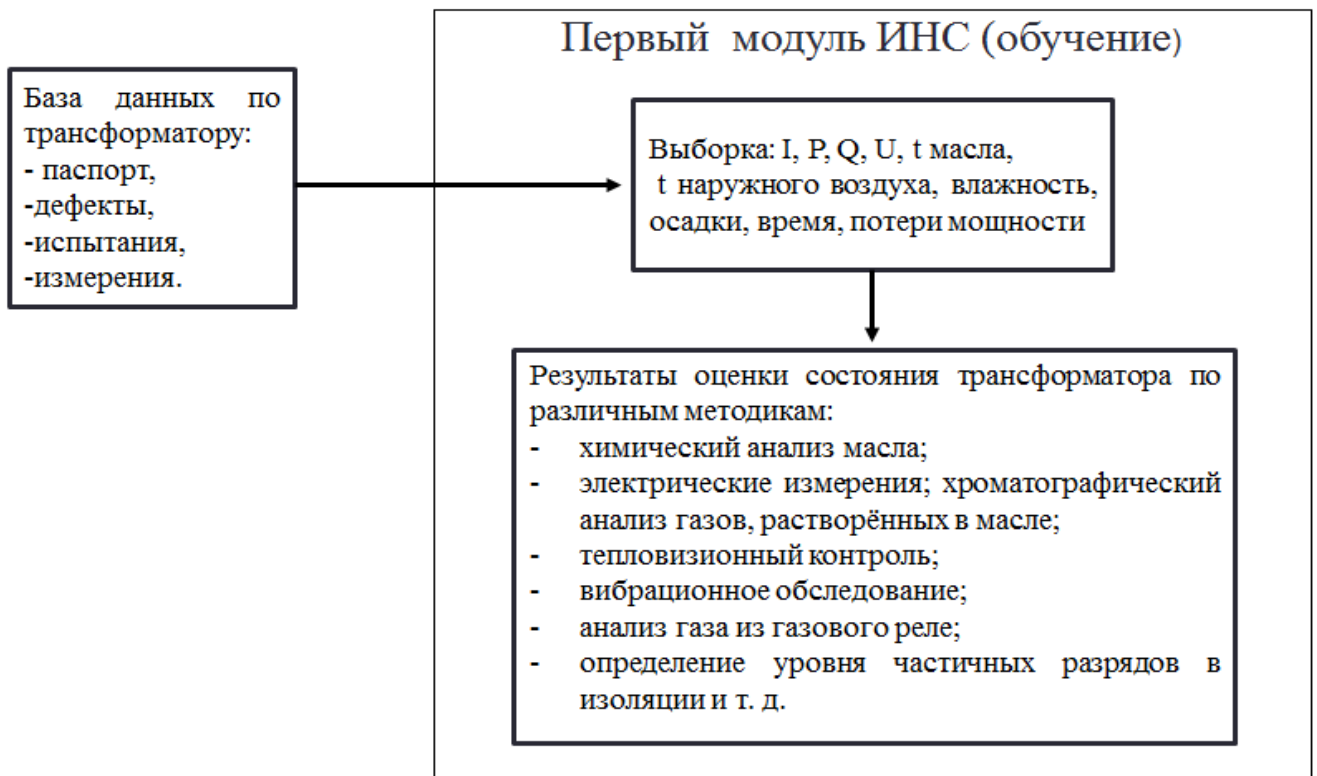 Первый модуль ИНС (обучение)
База данных по
трансформатору:
- паспорт,
-дефекты,
-испытания,
-измерения.
Выборка: I, P, Q, U, t масла,
t наружного воздуха, влажность,
осадки, время, потери мощности
Результаты оценки состояния трансформатора по
различным методикам:
- химический анализ масла;
- электрические измерения; хроматографический
анализ газов, растворённых в масле;
- тепловизионный контроль;
- вибрационное обследование;
- анализ газа из газового реле;
- определение уровня частичных разрядов в
изоляции и т. д.